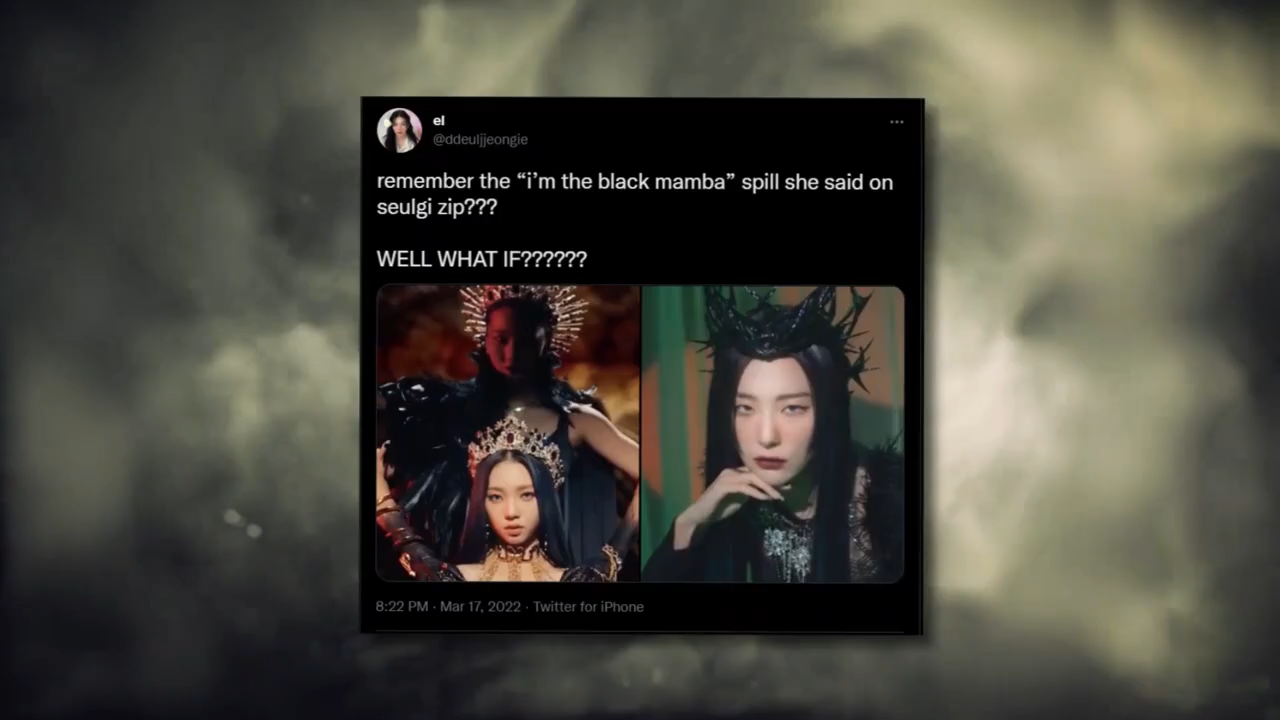 el
@ddeuljjeongie
remember the “i’m the black mamba” spill she said on
seulgi zip???
WELL WHAT IF??????
8:22 PM · Mar 17, 2022 · Twitter for iPhone